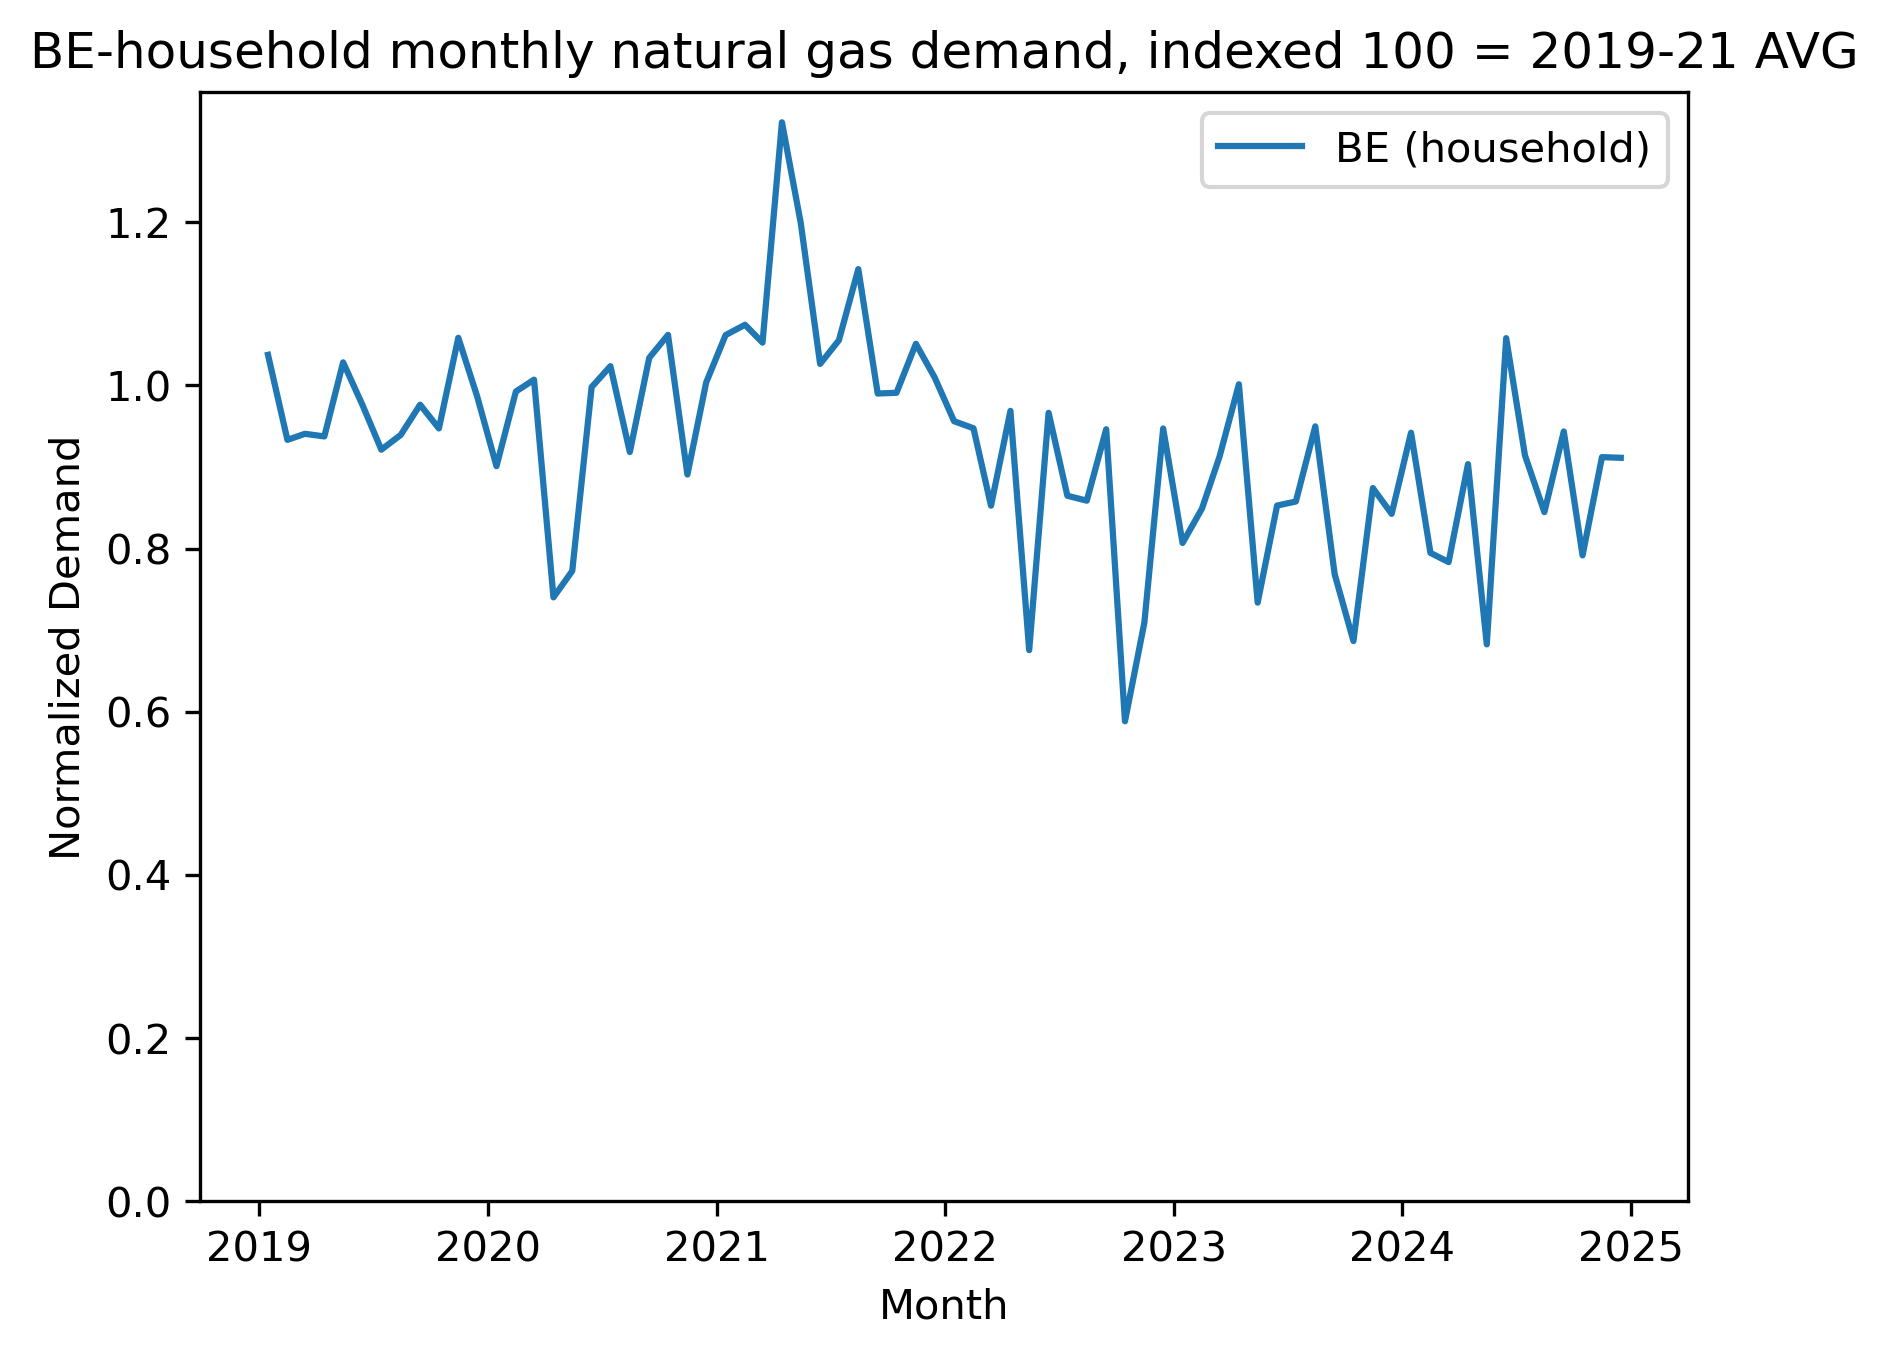 BE-household monthly natural gas demand, indexed 100 = 2019-21 AVG
BE (household)
Normalized Demand
1.2
1.0
0.8
0.6
0.4
0.2
0.0
2019 2020 2021 2022 2023 2024 2025
Month